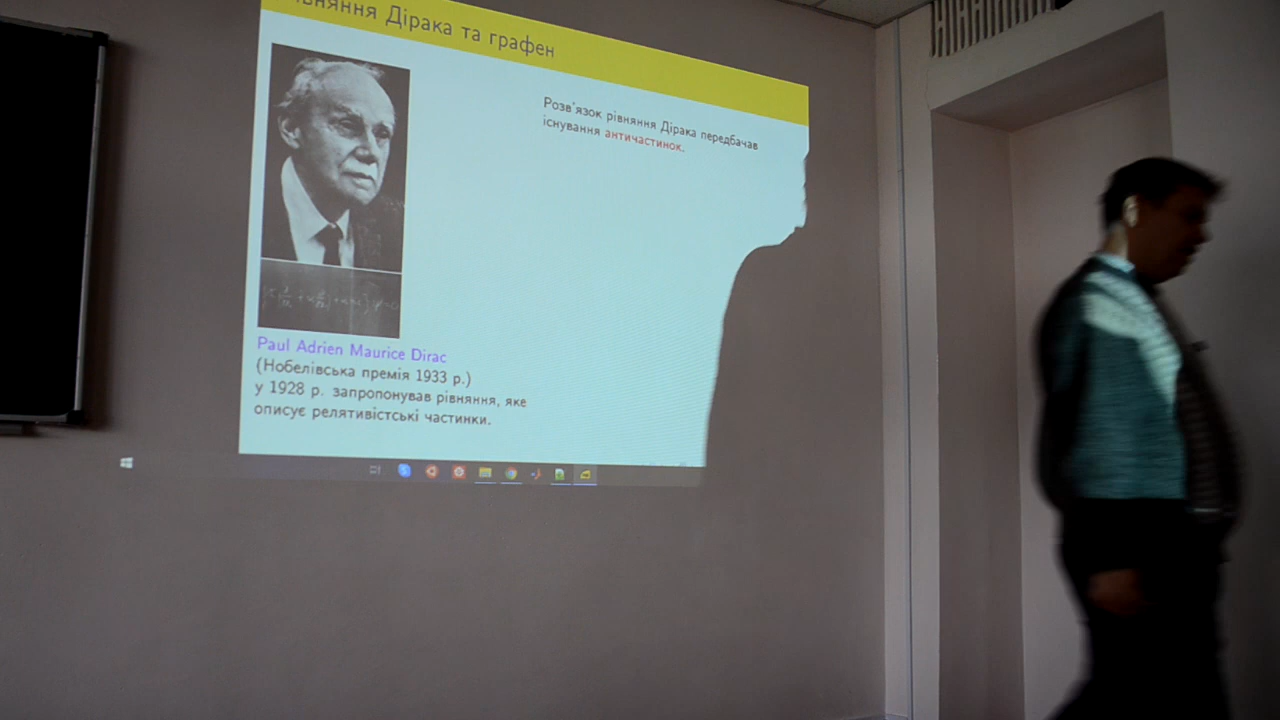 вняння Дірака та графен
Розв'язок рівняння Дірака передбачав
існування античастинок.
Paul Adrien Maurice Dirac
(Нобелівська премія 1933 р.)
у 1928 р. запропонував рівняння, яке
описує релятивістські частинки.